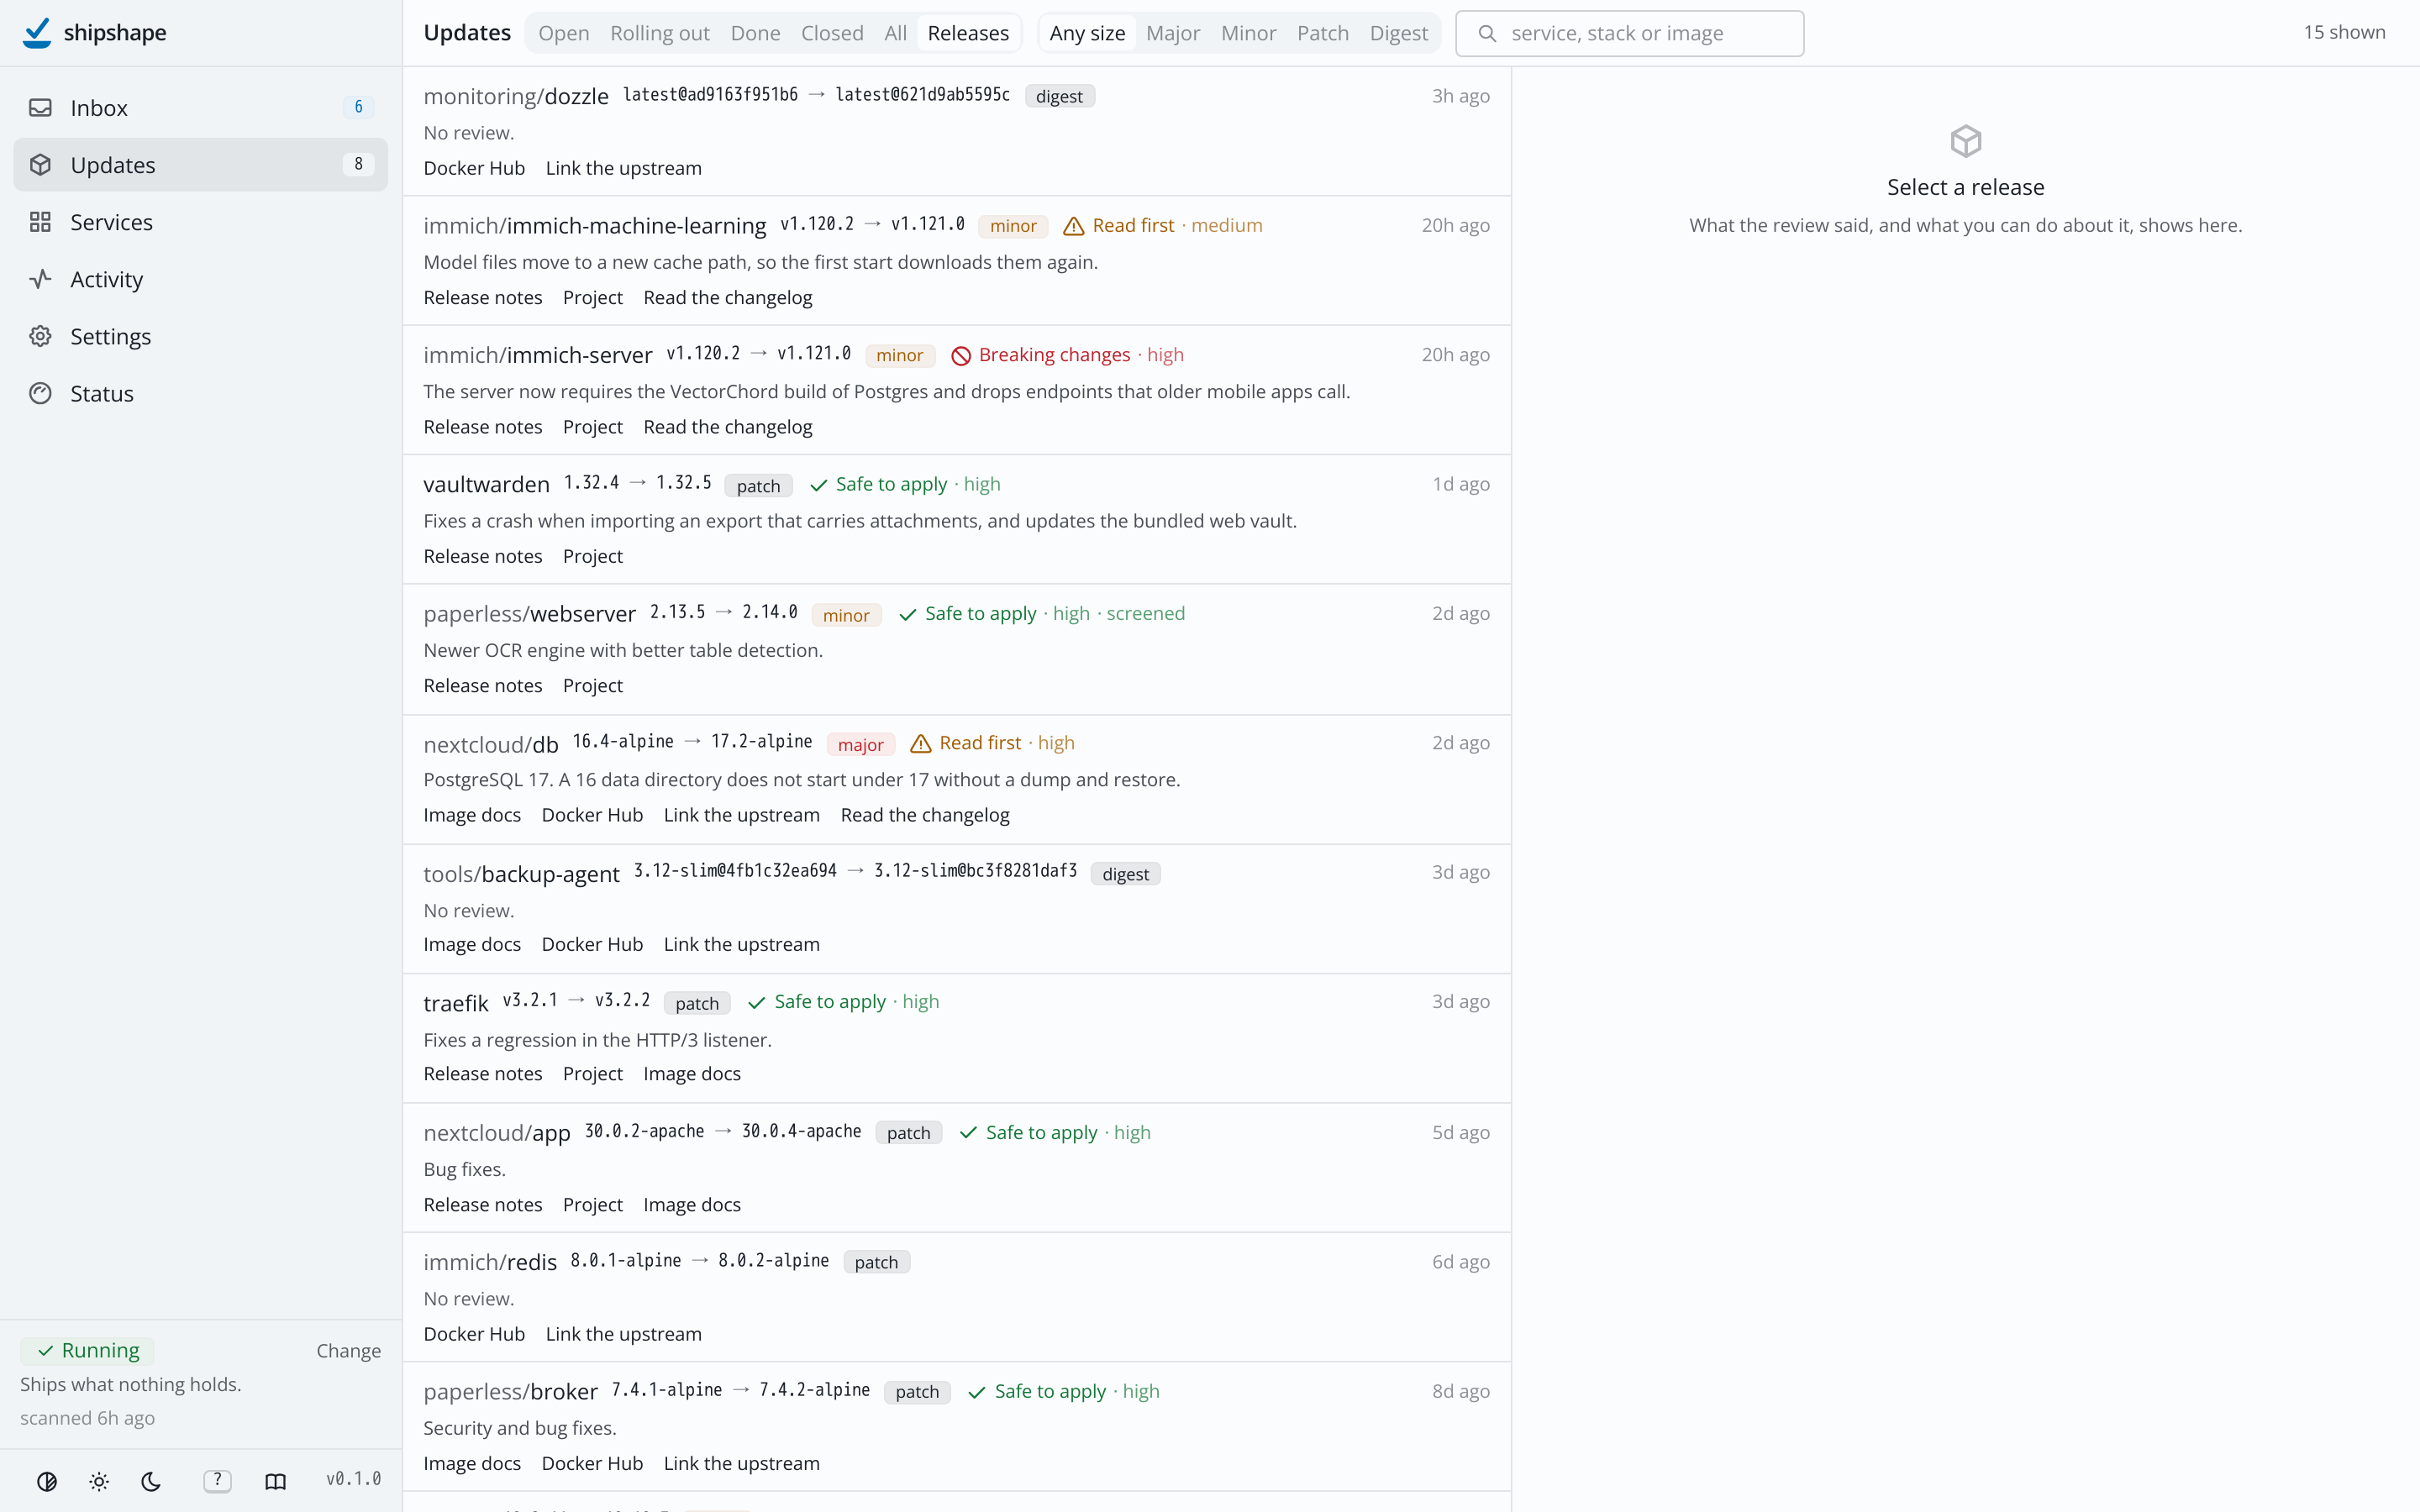 shipshape
Inbox 6
Updates 8
Services
Activity
Settings
Status
Running Change
Ships what nothing holds.
scanned 6h ago
? v0.1.0
Updates Open Rolling out Done Closed All Releases Any size Major Minor Patch Digest service, stack or image 15 shown
monitoring/dozzle latest@ad9163f951b6 → latest@621d9ab5595c digest 3h ago
No review.
Docker Hub Link the upstream
immich/immich-machine-learning v1.120.2 → v1.121.0 minor Read first · medium 20h ago
Model files move to a new cache path, so the first start downloads them again.
Release notes Project Read the changelog
immich/immich-server v1.120.2 → v1.121.0 minor Breaking changes · high 20h ago
The server now requires the VectorChord build of Postgres and drops endpoints that older mobile apps call.
Release notes Project Read the changelog
vaultwarden 1.32.4 → 1.32.5 patch Safe to apply · high 1d ago
Fixes a crash when importing an export that carries attachments, and updates the bundled web vault.
Release notes Project
paperless/webserver 2.13.5 → 2.14.0 minor Safe to apply · high · screened 2d ago
Newer OCR engine with better table detection.
Release notes Project
nextcloud/db 16.4-alpine → 17.2-alpine major Read first · high 2d ago
PostgreSQL 17. A 16 data directory does not start under 17 without a dump and restore.
Image docs Docker Hub Link the upstream Read the changelog
tools/backup-agent 3.12-slim@4fb1c32ea694 → 3.12-slim@bc3f8281daf3 digest 3d ago
No review.
Image docs Docker Hub Link the upstream
traefik v3.2.1 → v3.2.2 patch Safe to apply · high 3d ago
Fixes a regression in the HTTP/3 listener.
Release notes Project Image docs
nextcloud/app 30.0.2-apache → 30.0.4-apache patch Safe to apply · high 5d ago
Bug fixes.
Release notes Project Image docs
immich/redis 8.0.1-alpine → 8.0.2-alpine patch 6d ago
No review.
Docker Hub Link the upstream
paperless/broker 7.4.1-alpine → 7.4.2-alpine patch Safe to apply · high 8d ago
Security and bug fixes.
Image docs Docker Hub Link the upstream
Select a release
What the review said, and what you can do about it, shows here.